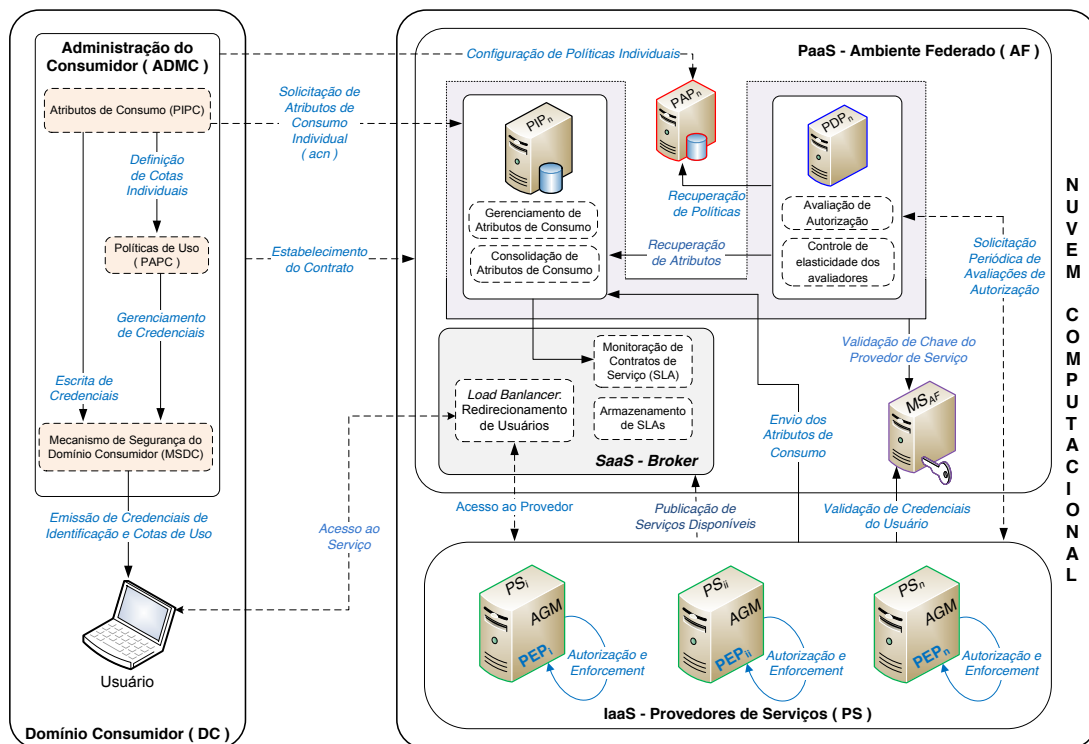 Administração do
Consumidor ( ADMC )
Atributos de Consumo (PIPC)
Definição
de Cotas
Individuais
Políticas de Uso
( PAPC )
Gerenciamento
de Credenciais
Escrita de
Credenciais
Mecanismo de Segurança do
Domínio Consumidor (MSDC)
Emissão de Credenciais de
Identificação e Cotas de Uso
Usuário
Domínio Consumidor ( DC )
Configuração de Políticas Individuais
Solicitação de
Atributos de
Consumo
Individual
( acn )
Estabelecimento
do Contrato
Acesso ao
Serviço
PaaS - Ambiente Federado ( AF )
PIPn
Gerenciamento de
Atributos de Consumo
Consolidação de
Atributos de Consumo
PAPn
Recuperação
de Políticas
Recuperação
de Atributos
PDPn
Avaliação de
Autorização
Controle de
elasticidade dos
avaliadores
Solicitação
Periódica de
Avaliações de
Autorização
Validação de Chave do
Provedor de Serviço
MSAF
Monitoração de
Contratos de
Serviço (SLA)
Load Banlancer:
Redirecionamento
de Usuários
Armazenamento
de SLAs
SaaS - Broker
Envio dos
Atributos de
Consumo
Acesso ao Provedor
Publicação de
Serviços Disponíveis
Validação de Credenciais
do Usuário
PSi
AGM
PEPi
Autorização e
Enforcement
PSii
AGM
PEPii
Autorização e
Enforcement
PSn
AGM
PEPn
Autorização e
Enforcement
IaaS - Provedores de Serviços ( PS )
NUVEM COMPUTACIONAL